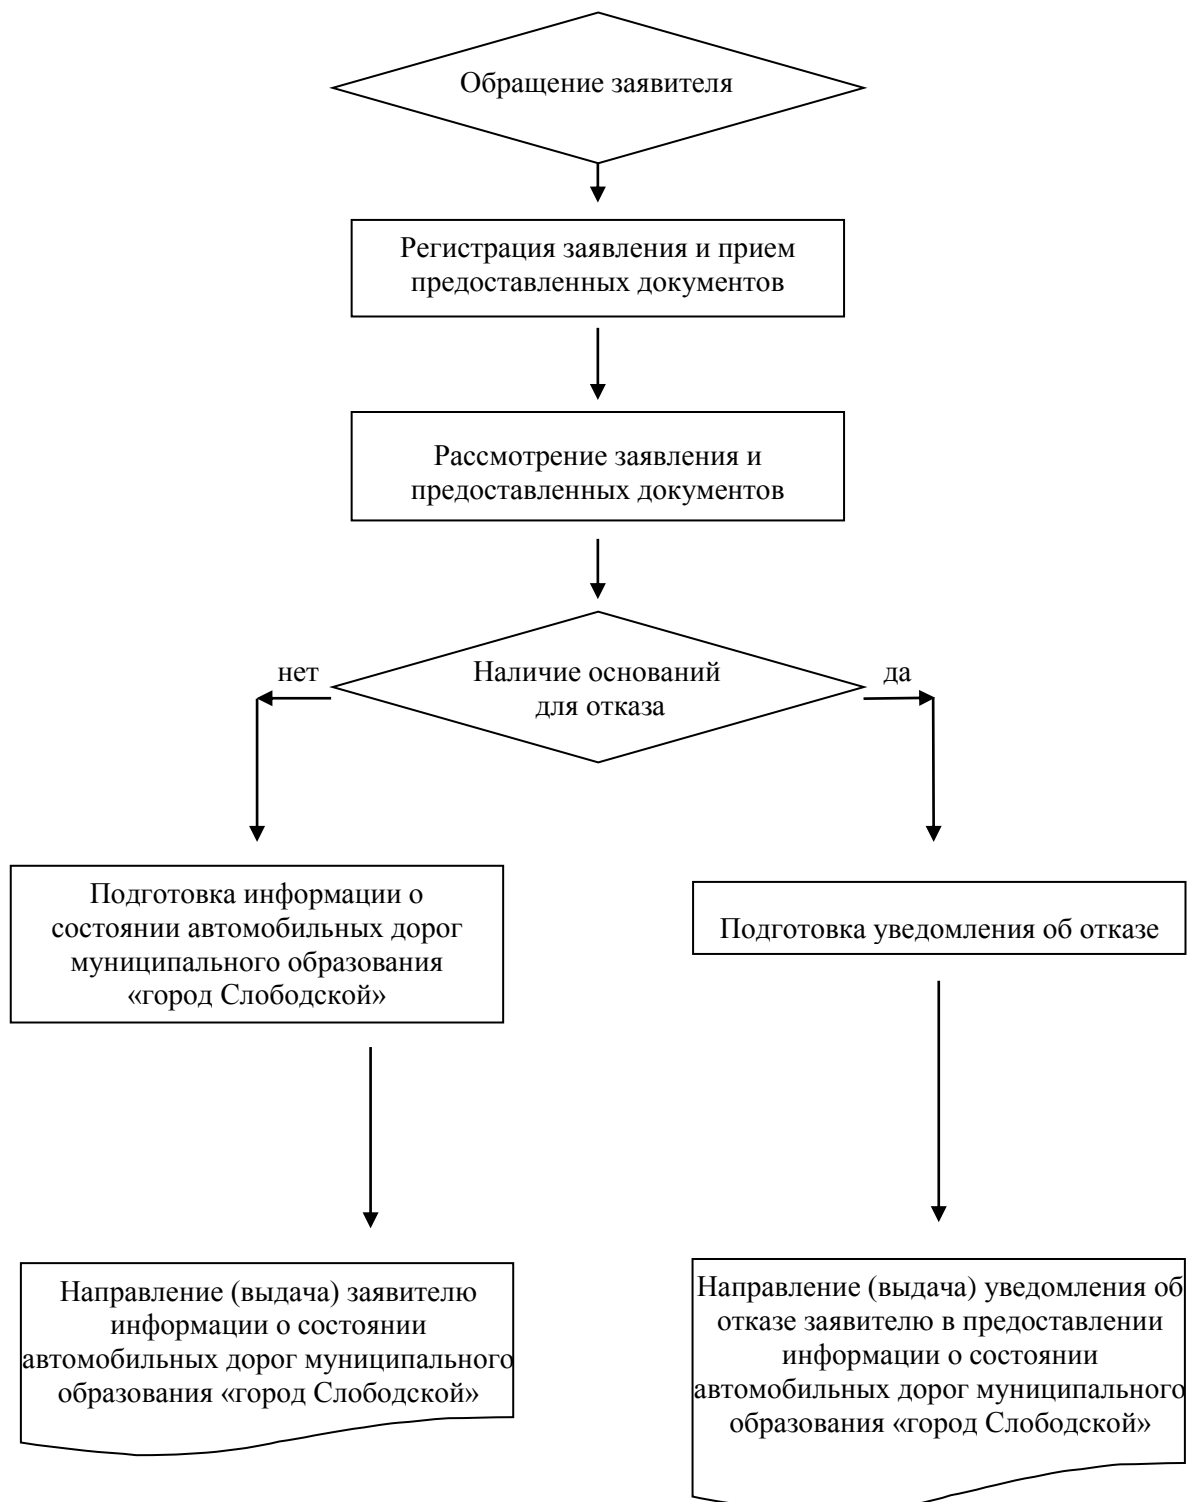 Обращение заявителя
Регистрация заявления и прием
предоставленных документов
Рассмотрение заявления и
предоставленных документов
нет
Наличие оснований
для отказа
да
Подготовка информации о
состоянии автомобильных дорог
муниципального образования
«город Слободской»
Подготовка уведомления об отказе
Направление (выдача) заявителю
информации о состоянии
автомобильных дорог муниципального
образования «город Слободской»
Направление (выдача) уведомления об
отказе заявителю в предоставлении
информации о состоянии
автомобильных дорог муниципального
образования «город Слободской»